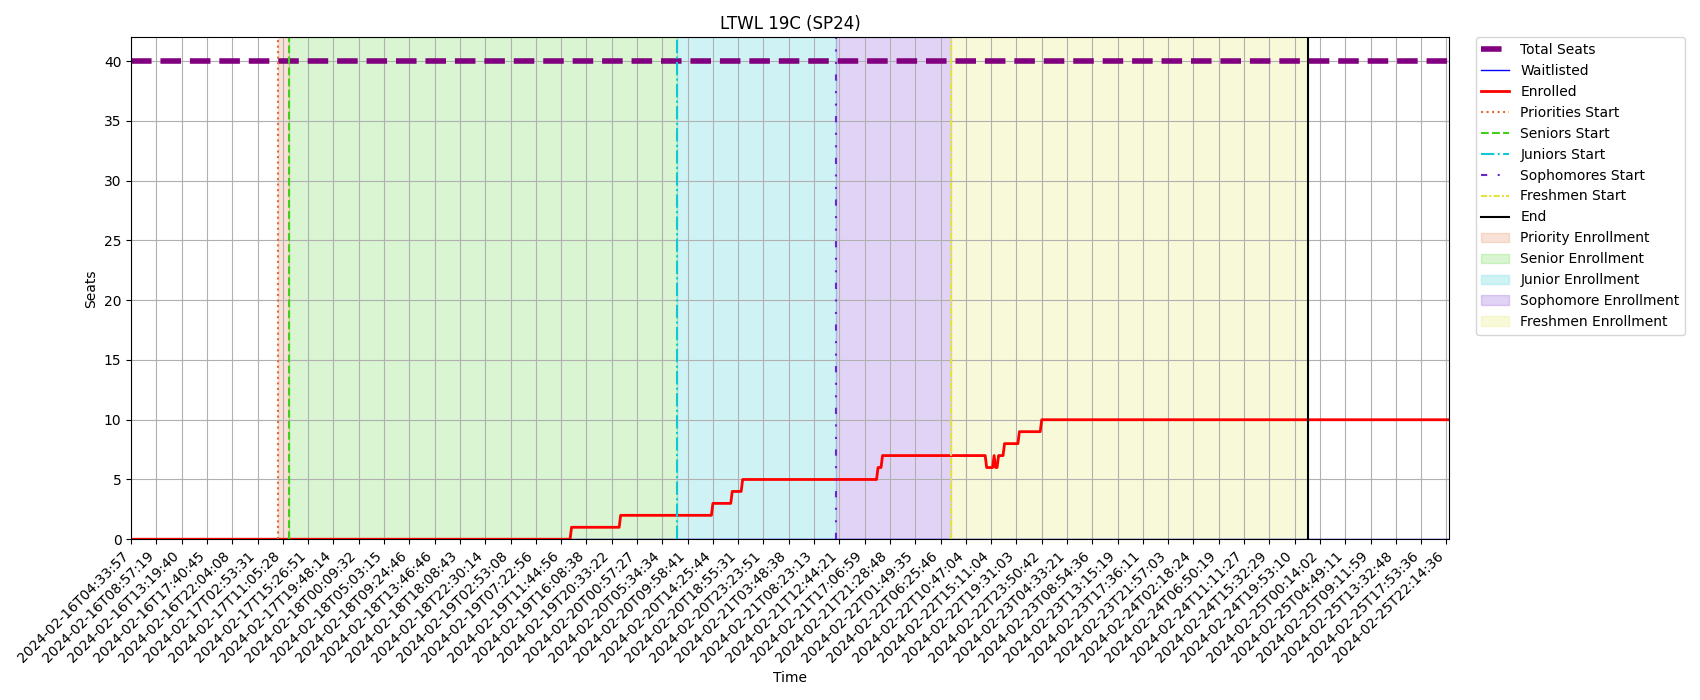 LTWL 19C (SP24)
Seats
40
35
30
25
20
15
10
5
0
2024-02-16T04:33:57
2024-02-16T08:57:19
2024-02-16T13:19:40
2024-02-16T17:40:45
2024-02-16T22:04:08
2024-02-17T02:53:31
2024-02-17T11:05:28
2024-02-17T15:26:51
2024-02-17T19:48:14
2024-02-18T00:09:32
2024-02-18T05:03:15
2024-02-18T09:24:46
2024-02-18T13:46:46
2024-02-18T18:08:43
2024-02-18T22:30:14
2024-02-19T02:53:08
2024-02-19T07:22:56
2024-02-19T11:44:56
2024-02-19T16:08:38
2024-02-19T20:33:22
2024-02-20T00:57:27
2024-02-20T05:34:34
2024-02-20T09:58:41
2024-02-20T14:25:44
2024-02-20T18:55:31
2024-02-20T23:23:51
2024-02-21T03:48:38
2024-02-21T08:23:13
2024-02-21T12:44:21
2024-02-21T17:06:59
2024-02-21T21:28:48
2024-02-22T01:49:35
2024-02-22T06:25:46
2024-02-22T10:47:04
2024-02-22T15:11:04
2024-02-22T19:31:03
2024-02-22T23:50:42
2024-02-23T04:33:21
2024-02-23T08:54:36
2024-02-23T13:15:19
2024-02-23T17:36:11
2024-02-23T21:57:03
2024-02-24T02:18:24
2024-02-24T06:50:19
2024-02-24T11:11:27
2024-02-24T15:32:29
2024-02-24T19:53:10
2024-02-25T00:14:02
2024-02-25T04:49:11
2024-02-25T09:11:59
2024-02-25T13:32:48
2024-02-25T17:53:36
2024-02-25T22:14:36
Time
Total Seats
Waitlisted
Enrolled
Priorities Start
Seniors Start
Juniors Start
Sophomores Start
Freshmen Start
End
Priority Enrollment
Senior Enrollment
Junior Enrollment
Sophomore Enrollment
Freshmen Enrollment